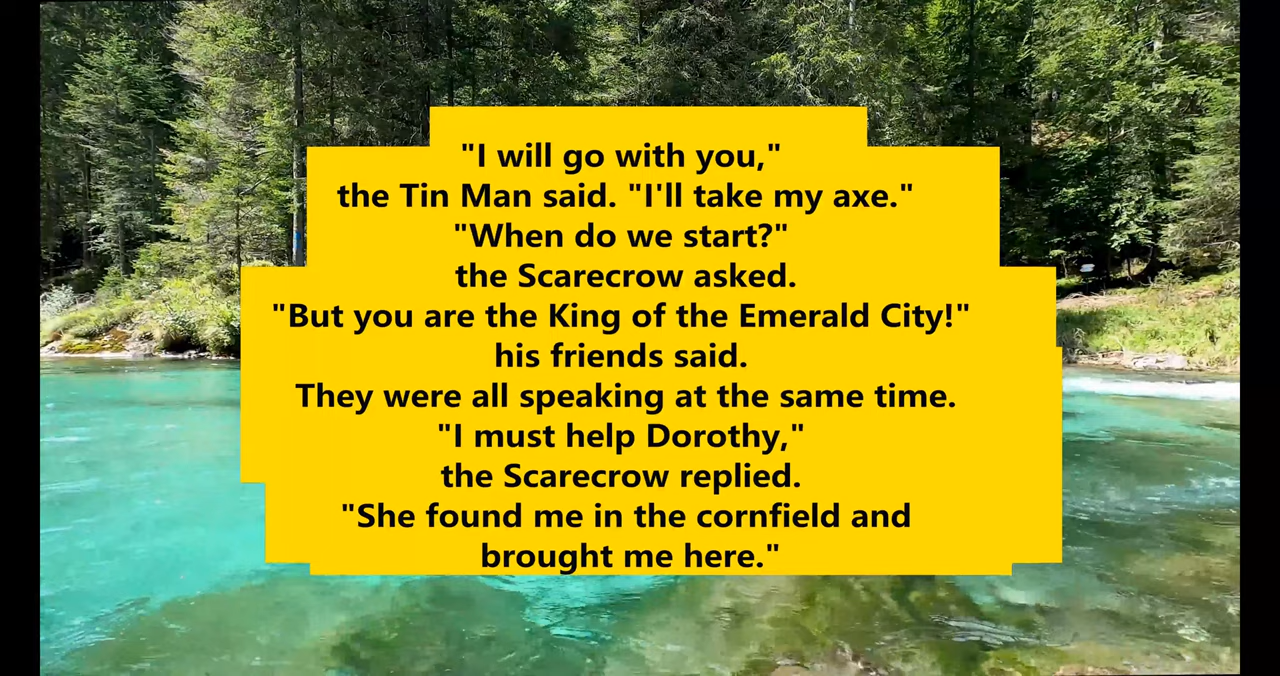 "I will go with you,"
the Tin Man said. "I'll take my axe."
"When do we start?"
the Scarecrow asked.
"But you are the King of the Emerald City!"
his friends said.
They were all speaking at the same time.
"I must help Dorothy,"
the Scarecrow replied.
"She found me in the cornfield and
brought me here."